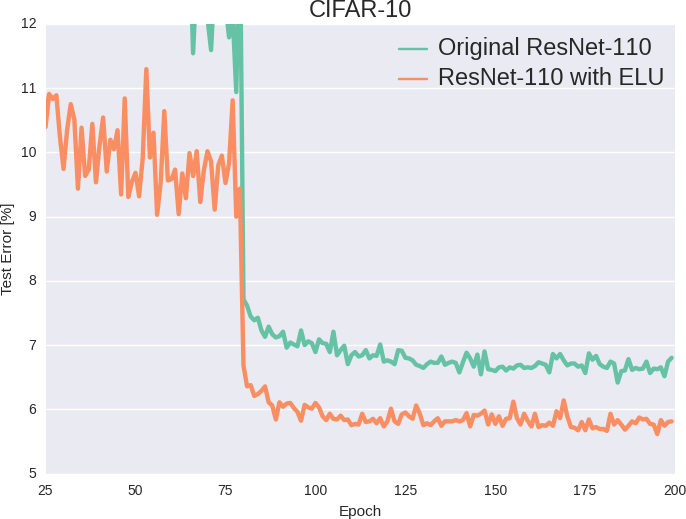 CIFAR-10
Original ResNet-110
ResNet-110 with ELU
Test Error [%]
12
11
10
9
8
7
6
5
25 50 75 100 125 150 175 200
Epoch